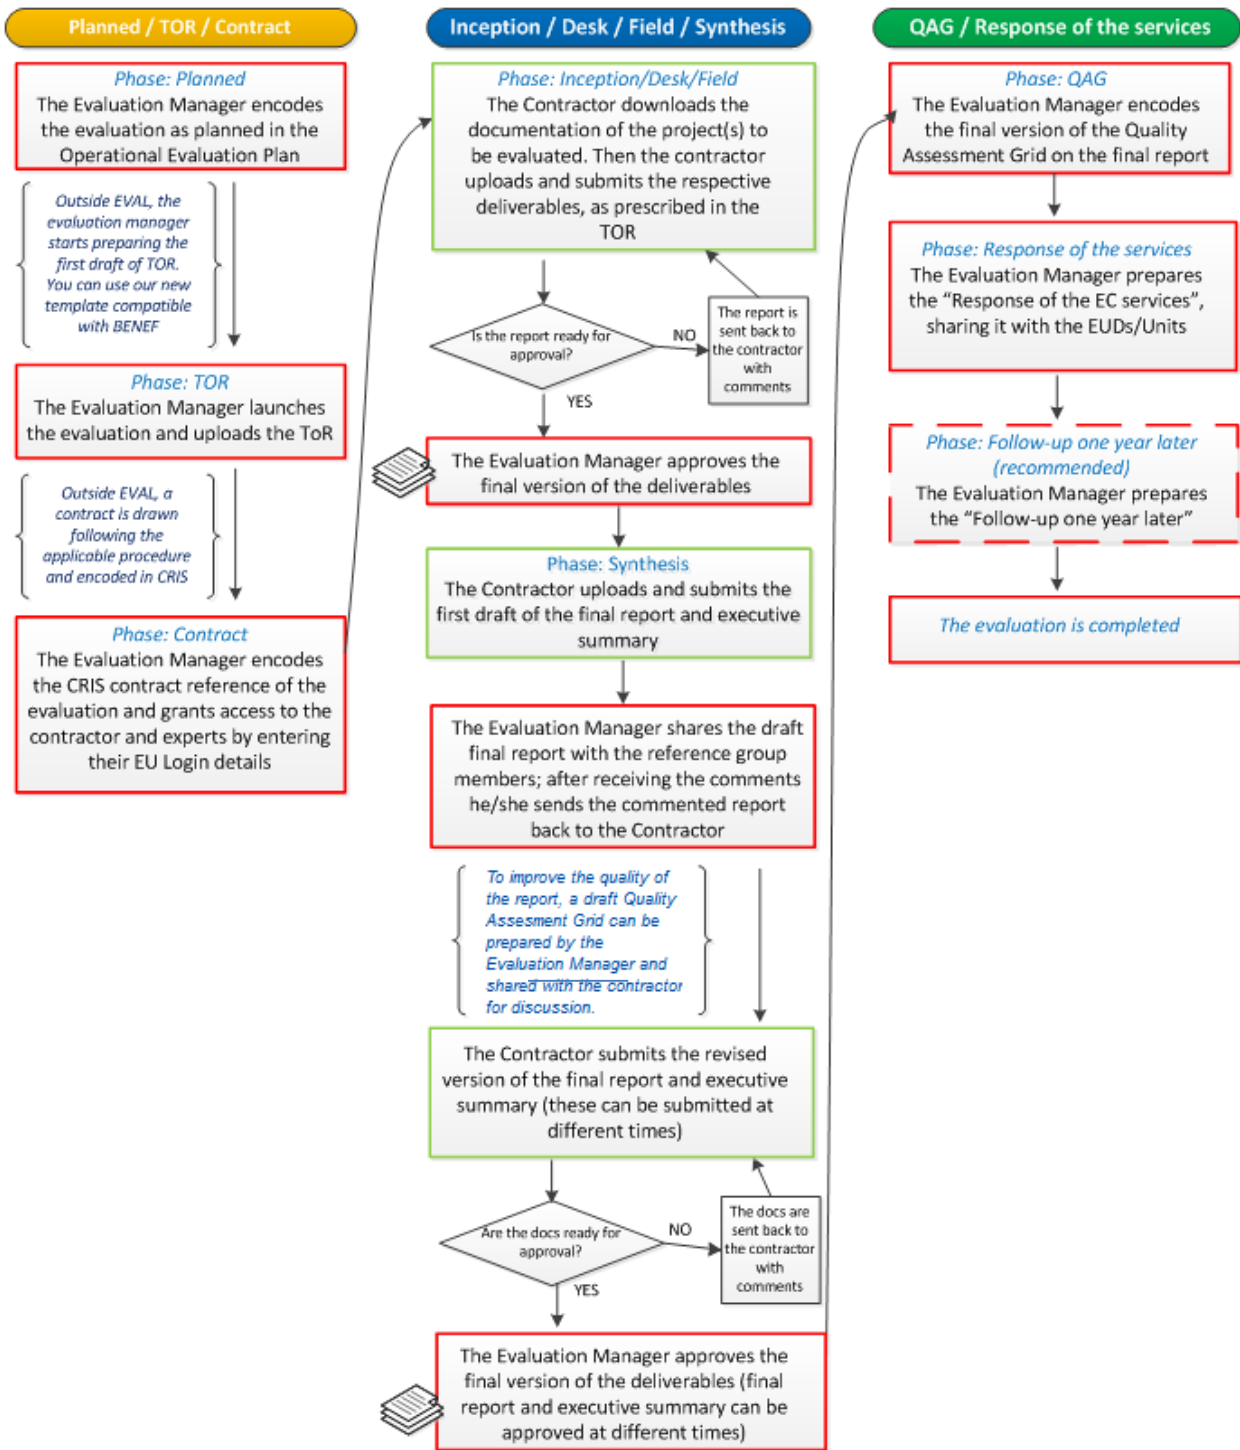 Planned / TOR / Contract
Phase: Planned
The Evaluation Manager encodes
the evaluation as planned in the
Operational Evaluation Plan
Outside EVAL, the
evaluation manager
starts preparing the
first draft of TOR.
You can use our new
template compatible
with BENEF
Phase: TOR
The Evaluation Manager launches
the evaluation and uploads the ToR
Outside EVAL, a
contract is drawn
following the
applicable procedure
and encoded in CRIS
Phase: Contract
The Evaluation Manager encodes
the CRIS contract reference of the
evaluation and grants access to the
contractor and experts by entering
their EU Login details
Inception / Desk / Field / Synthesis
Phase: Inception/Desk/Field
The Contractor downloads the
documentation of the project(s) to
be evaluated. Then the contractor
uploads and submits the respective
deliverables, as prescribed in the
TOR
Is the report ready for
approval?
NO
The report is
sent back to
the contractor
with
comments
YES
The Evaluation Manager approves the
final version of the deliverables
Phase: Synthesis
The Contractor uploads and submits the
first draft of the final report and executive
summary
The Evaluation Manager shares the draft
final report with the reference group
members; after receiving the comments
he/she sends the commented report
back to the Contractor
To improve the quality of
the report, a draft Quality
Assesment Grid can be
prepared by the
Evaluation Manager and
shared with the contractor
for discussion.
The Contractor submits the revised
version of the final report and executive
summary (these can be submitted at
different times)
Are the docs ready for
approval?
NO
The docs are
sent back to
the contractor
with
comments
YES
The Evaluation Manager approves the
final version of the deliverables (final
report and executive summary can be
approved at different times)
QAG / Response of the services
Phase: QAG
The Evaluation Manager encodes
the final version of the Quality
Assessment Grid on the final report
Phase: Response of the services
The Evaluation Manager prepares
the “Response of the EC services”,
sharing it with the EUDs/Units
Phase: Follow-up one year later
(recommended)
The Evaluation Manager prepares
the “Follow-up one year later”
The evaluation is completed